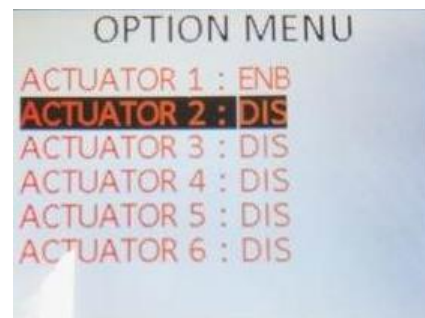 OPTION MENU
ACTUATOR 1 : ENB
ACTUATOR 2 : DIS
ACTUATOR 3 : DIS
ACTUATOR 4 : DIS
ACTUATOR 5 : DIS
ACTUATOR 6 : DIS